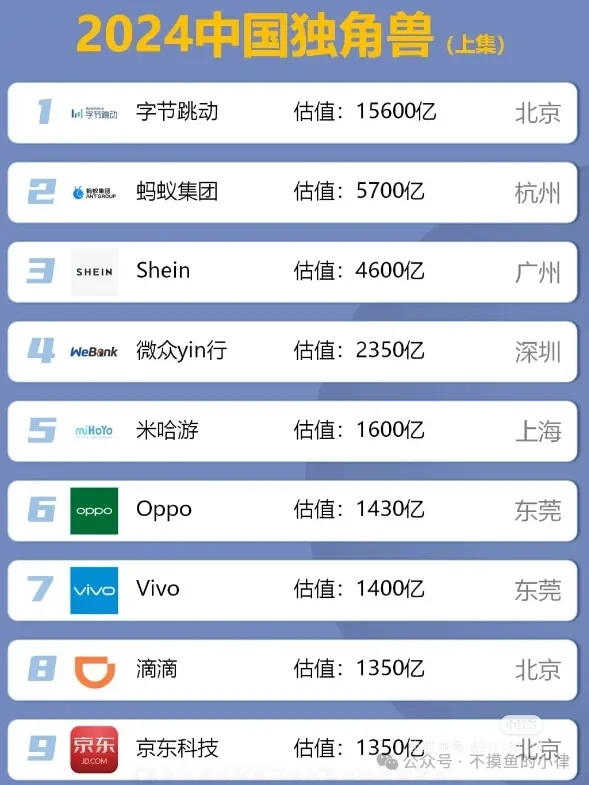 2024中国独角兽（上集）
1 字节跳动 字节跳动 估值：15600亿 北京
2 蚂蚁集团 ANT GROUP 蚂蚁集团 估值：5700亿 杭州
3 SHEIN Shein 估值：4600亿 广州
4 WeBank 微众yin行 估值：2350亿 深圳
5 miHoYo 米哈游 估值：1600亿 上海
6 oppo Oppo 估值：1430亿 东莞
7 vivo Vivo 估值：1400亿 东莞
8 滴滴 估值：1350亿 北京
9 京东 JD.COM 京东科技 估值：1350亿 北京
公众号·不摸鱼的小律